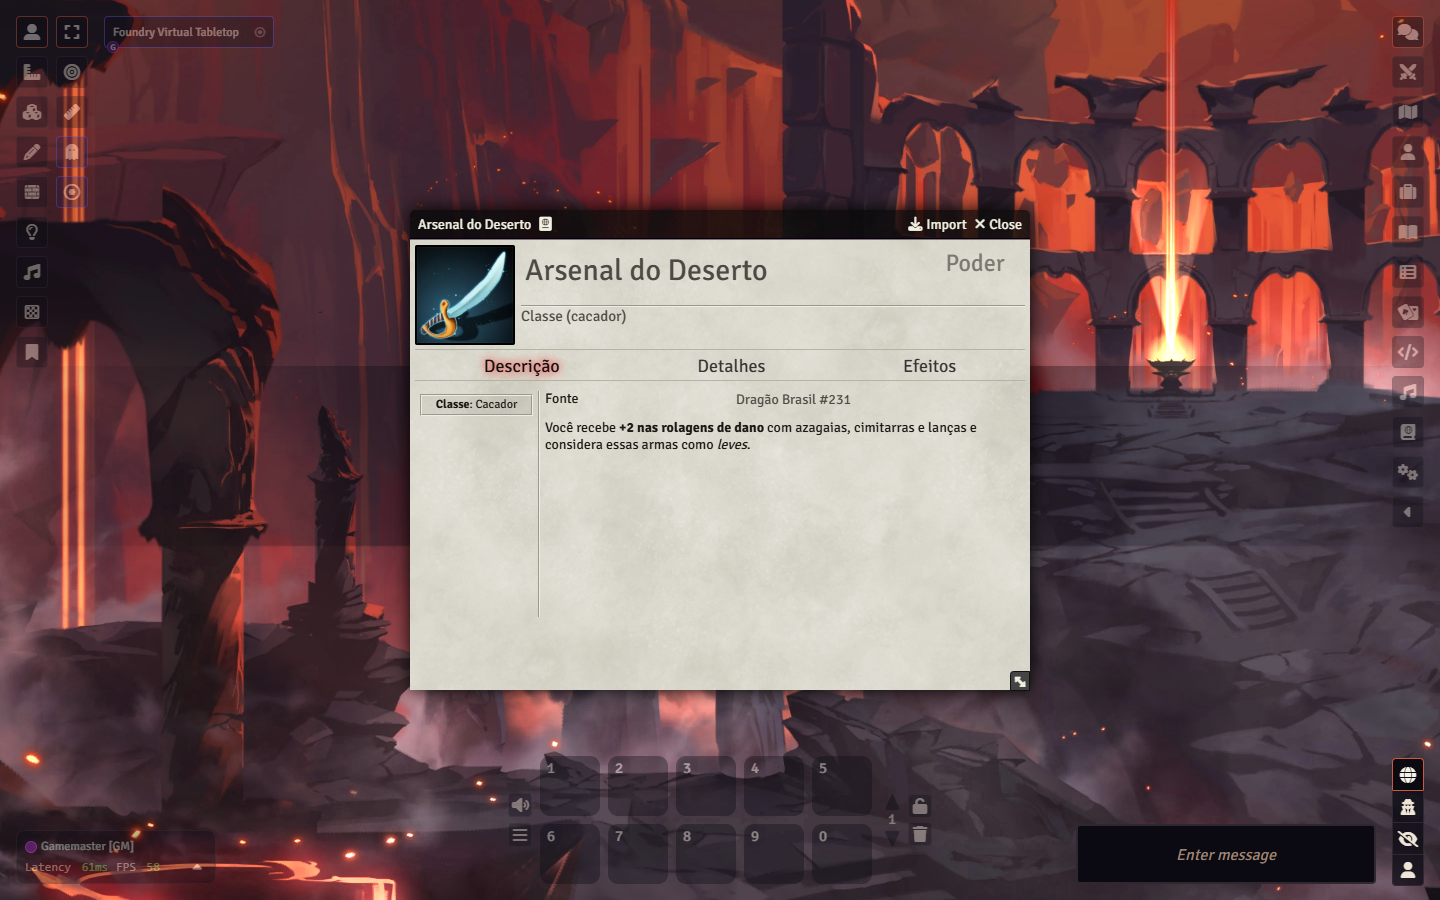 Foundry Virtual Tabletop
G
Arsenal do Deserto
Import
Close
Arsenal do Deserto
Poder
Classe (cacador)
Descrição
Detalhes
Efeitos
Classe: Cacador
Fonte
Dragão Brasil #231
Você recebe +2 nas rolagens de dano com azagaias, cimitarras e lanças e
considera essas armas como leves.
1
2
3
4
5
1
6
7
8
9
0
Gamemaster [GM]
Latency 61ms FPS 58
Enter message